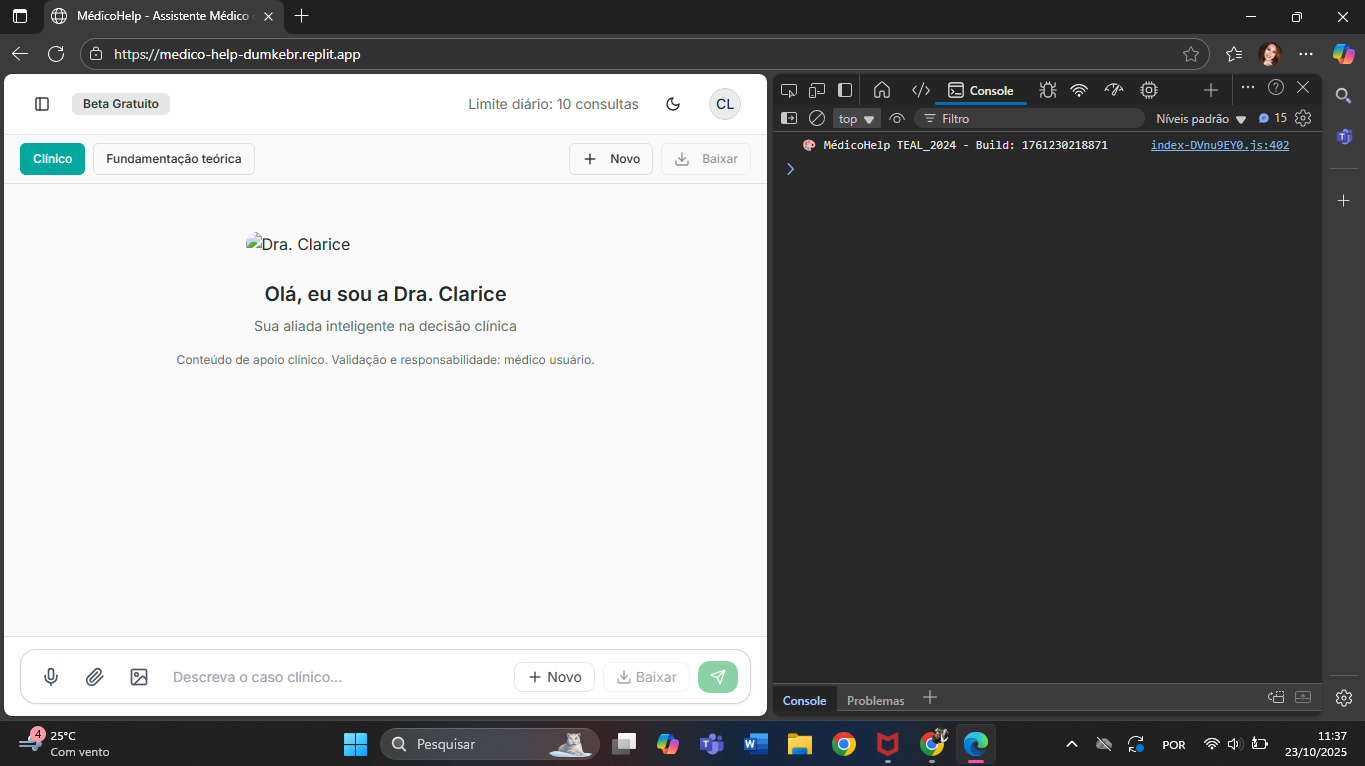 MédicoHelp - Assistente Médico
https://medico-help-dumkebr.replit.app
Beta Gratuito
Limite diário: 10 consultas
CL
Clínico
Fundamentação teórica
Novo
Baixar
Dra. Clarice
Olá, eu sou a Dra. Clarice
Sua aliada inteligente na decisão clínica
Conteúdo de apoio clínico. Validação e responsabilidade: médico usuário.
Descreva o caso clínico...
Novo
Baixar
Console
top
Filtro
Níveis padrão
15
MédicoHelp TEAL_2024 - Build: 1761230218871
index-DVnu9EY0.js:402
Console
Problemas
4
25°C
Com vento
Pesquisar
POR
11:37
23/10/2025